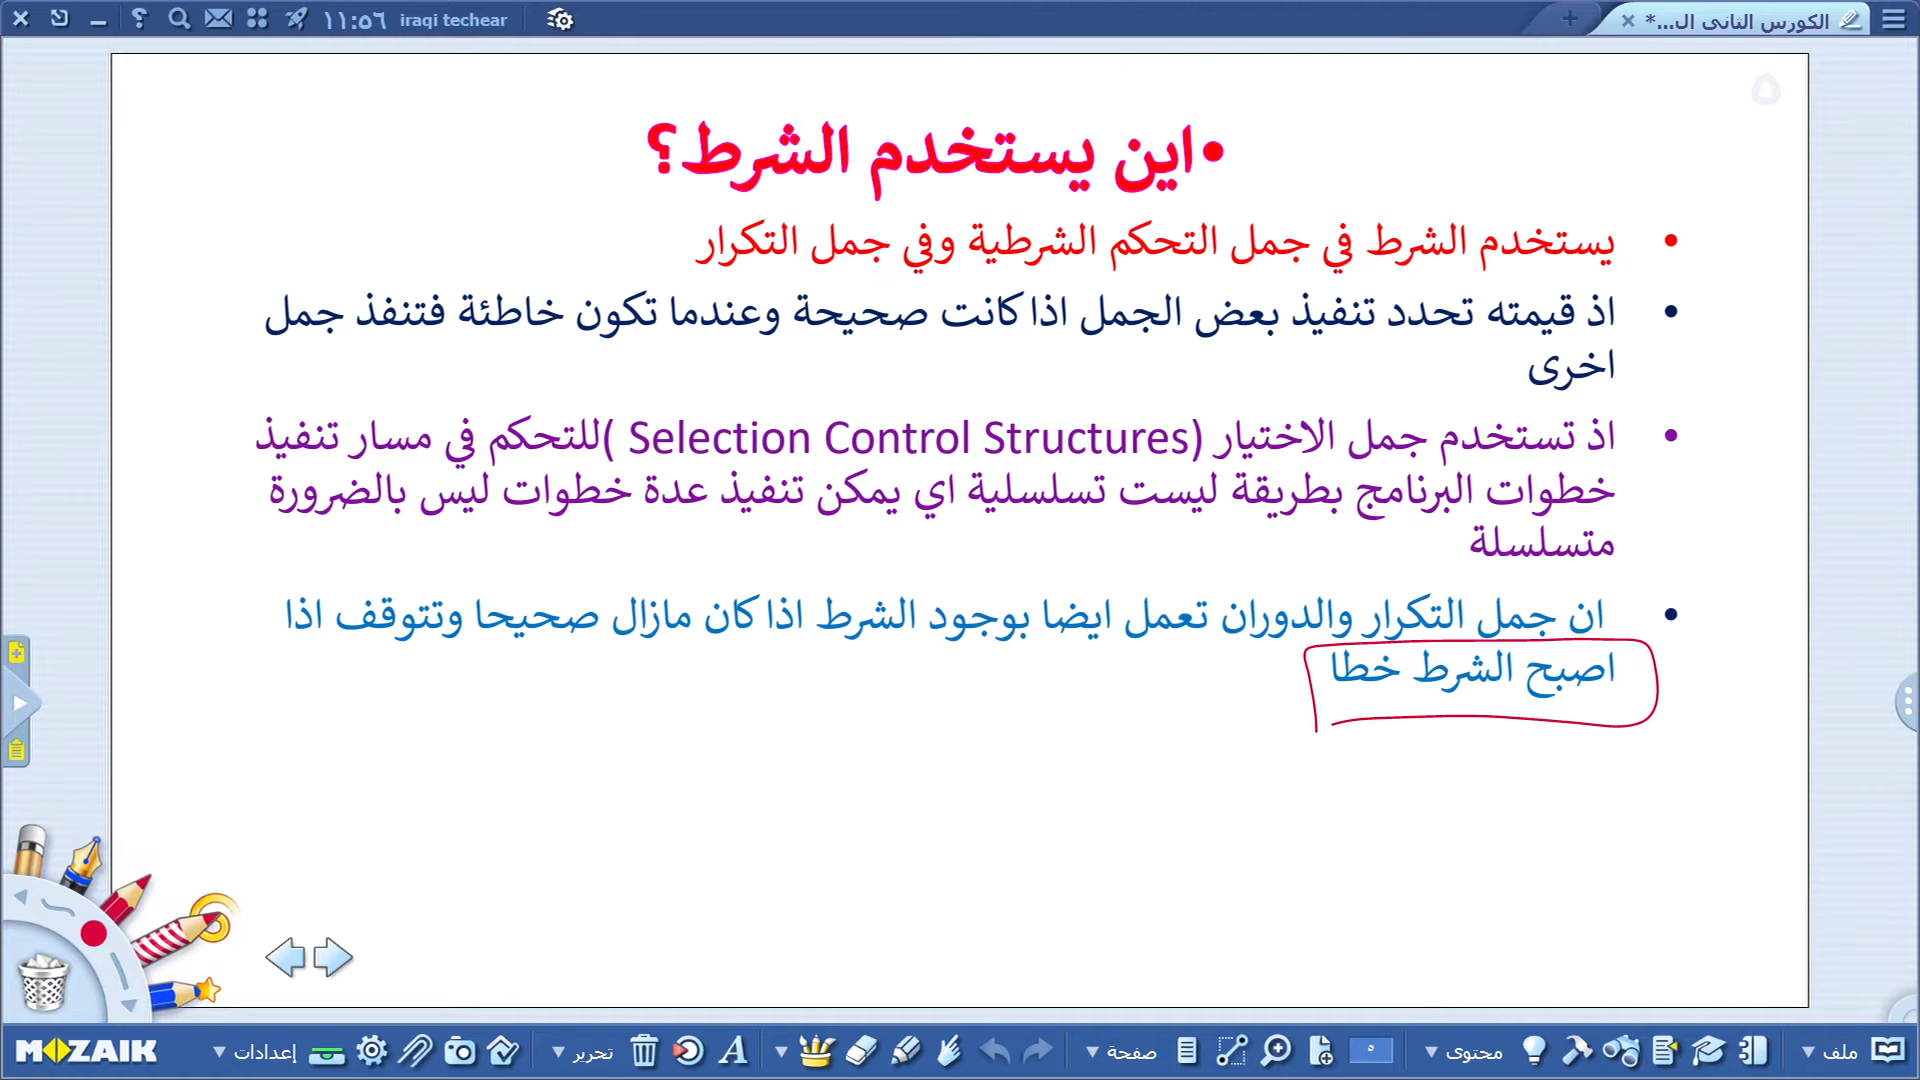 iraqi techear
١١:٥٦
الكورس الثانى ال...*
٥
•اين يستخدم الشرط؟
• يستخدم الشرط في جمل التحكم الشرطية وفي جمل التكرار
• اذ قيمته تحدد تنفيذ بعض الجمل اذا كانت صحيحة وعندما تكون خاطئة فتنفذ جمل
اخرى
• اذ تستخدم جمل الاختيار (Selection Control Structures )للتحكم في مسار تنفيذ
خطوات البرنامج بطريقة ليست تسلسلية اي يمكن تنفيذ عدة خطوات ليس بالضرورة
متسلسلة
• ان جمل التكرار والدوران تعمل ايضا بوجود الشرط اذا كان مازال صحيحا وتتوقف اذا
اصبح الشرط خطا
ملف
محتوى
٥
صفحة
تحرير
إعدادات
MOZAIK